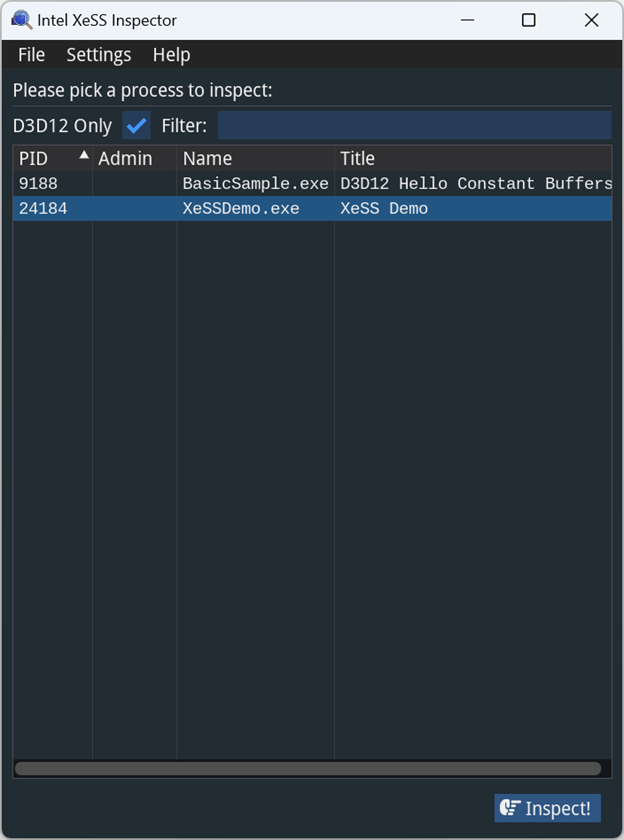 Intel XeSS Inspector
File Settings Help
Please pick a process to inspect:
D3D12 Only Filter:
PID Admin Name Title
9188 BasicSample.exe D3D12 Hello Constant Buffers
24184 XeSSDemo.exe XeSS Demo
Inspect!